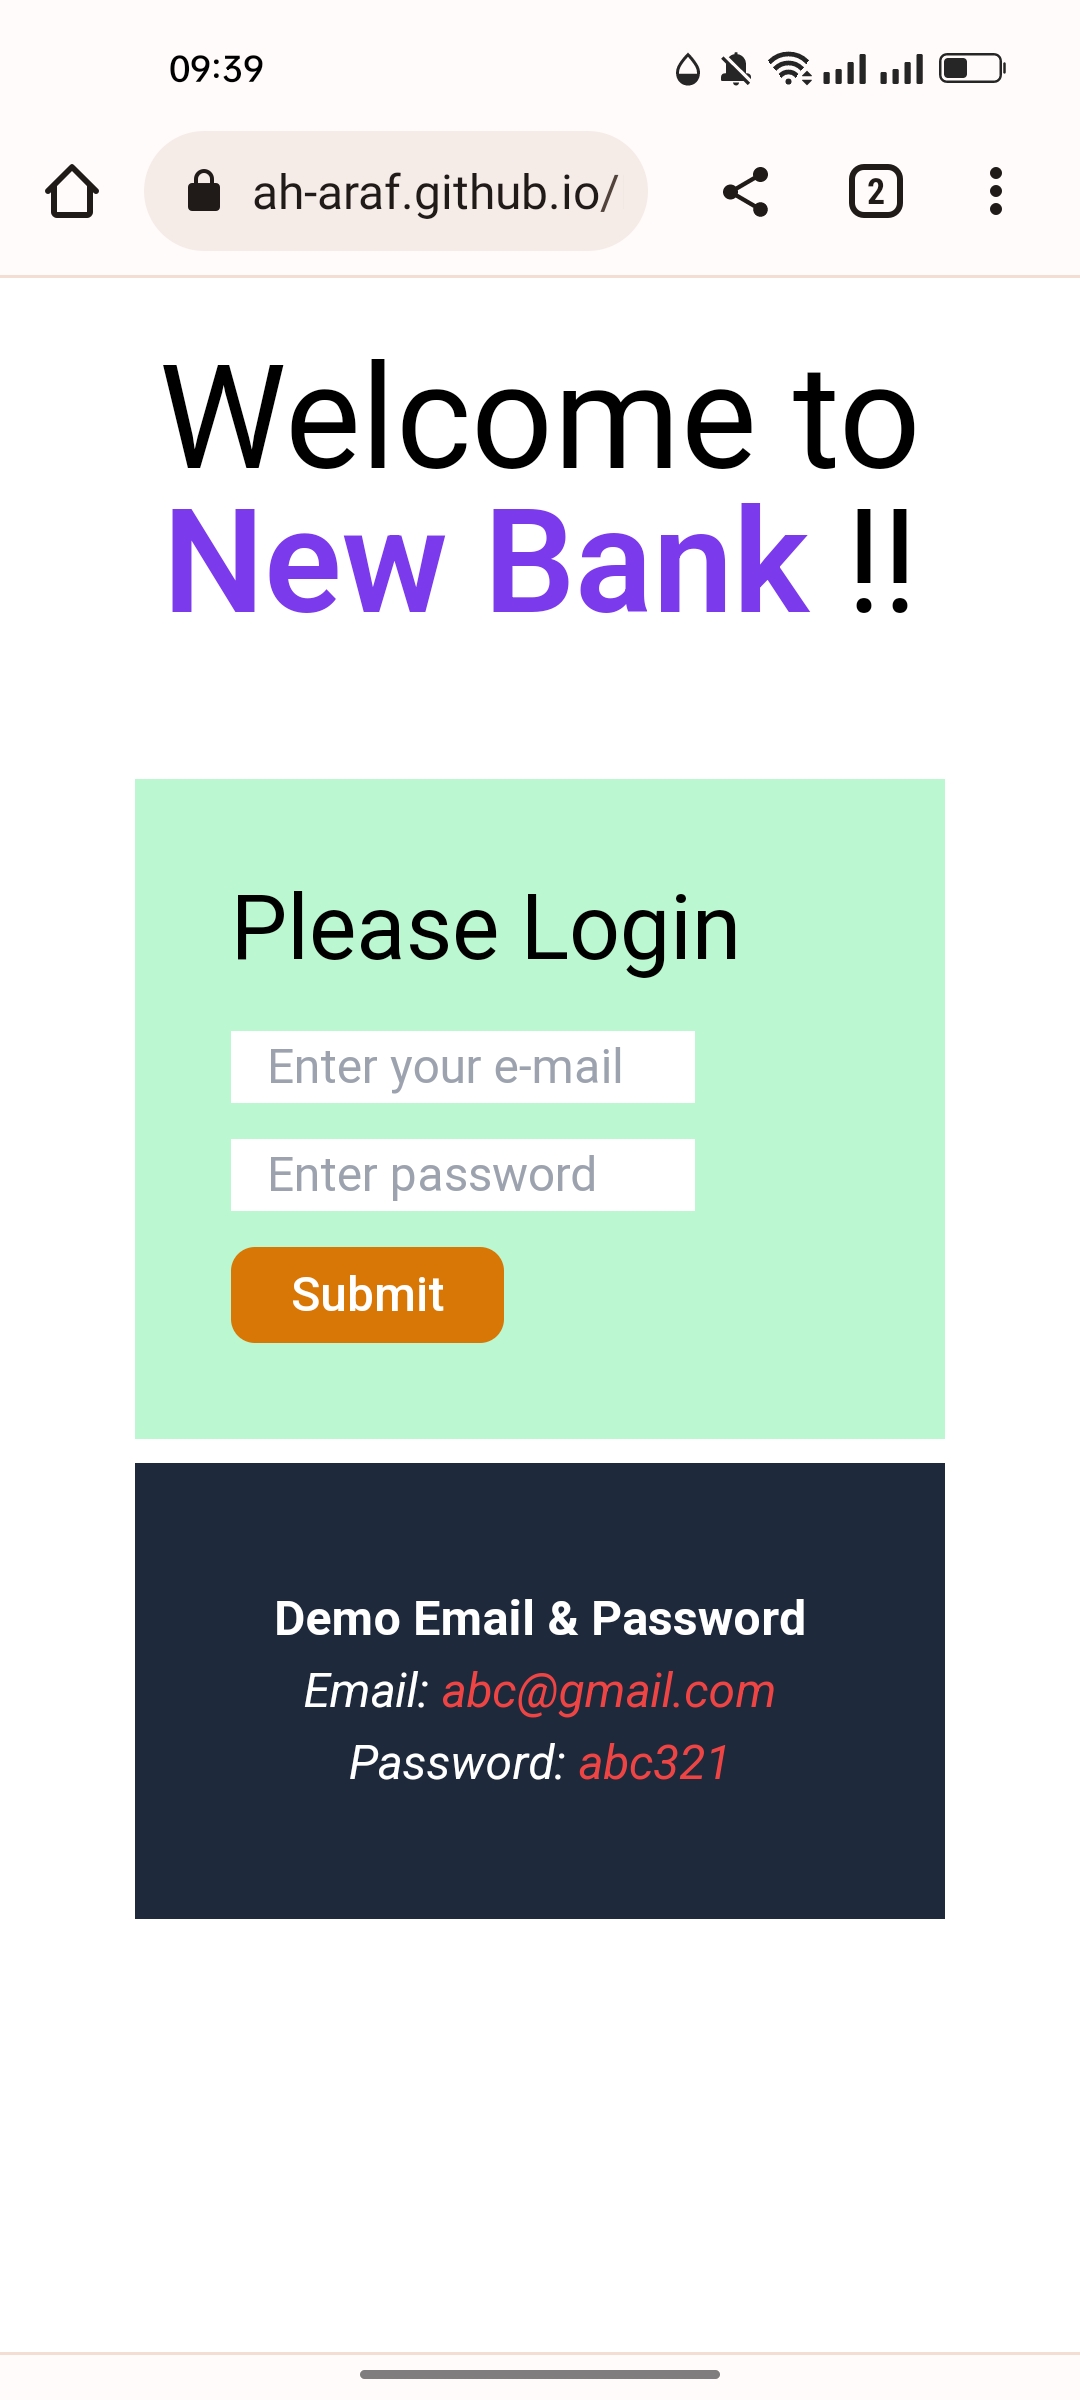 09:39
ah-araf.github.io/
2
Welcome to
New Bank !!
Please Login
Enter your e-mail
Enter password
Submit
Demo Email & Password
Email: abc@gmail.com
Password: abc321